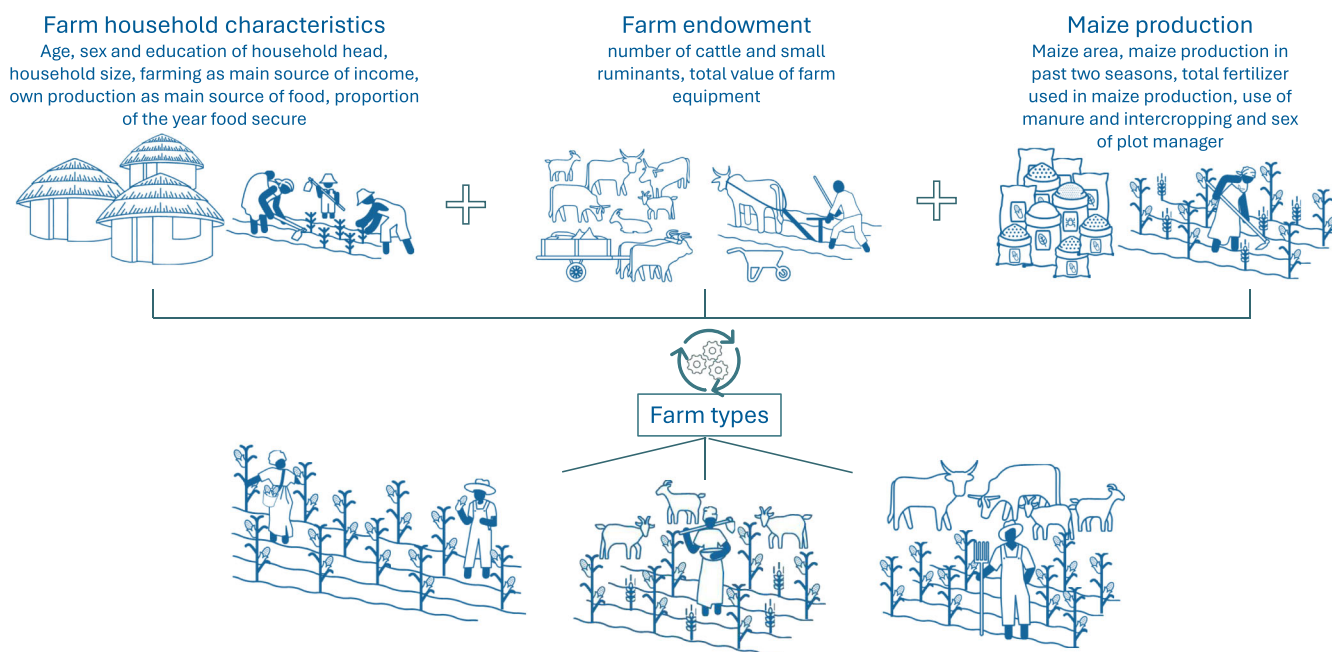 Farm household characteristics
Age, sex and education of household head,
household size, farming as main source of income,
own production as main source of food, proportion
of the year food secure
Farm endowment
number of cattle and small
ruminants, total value of farm
equipment
Maize production
Maize area, maize production in
past two seasons, total fertilizer
used in maize production, use of
manure and intercropping and sex
of plot manager
Farm types